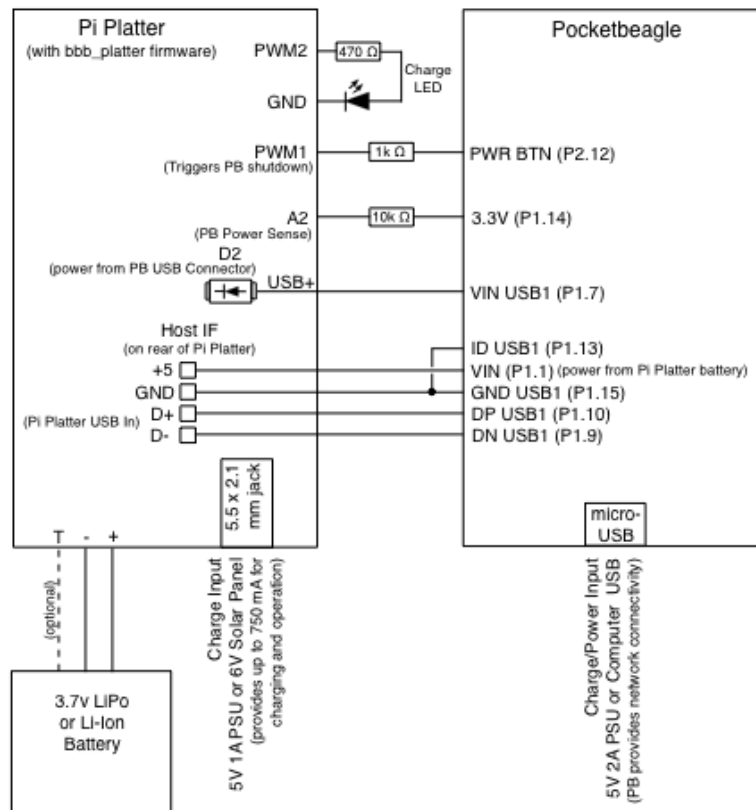 Pi Platter
(with bbb_platter firmware)
PWM2
470 Ω
Charge
LED
GND
PWM1
(Triggers PB shutdown)
1k Ω
A2
(PB Power Sense)
10k Ω
D2
(power from PB USB Connector)
USB+
Host IF
(on rear of Pi Platter)
+5
GND
D+
(Pi Platter USB In)
D-
Pocketbeagle
PWR BTN (P2.12)
3.3V (P1.14)
VIN USB1 (P1.7)
ID USB1 (P1.13)
VIN (P1.1) (power from Pi Platter battery)
GND USB1 (P1.15)
DP USB1 (P1.10)
DN USB1 (P1.9)
5.5 x 2.1
mm jack
micro-
USB
T - +
(optional)
Charge Input
5V 1A PSU or 6V Solar Panel
(provides up to 750 mA for
charging and operation)
Charge/Power Input
5V 2A PSU or Computer USB
(PB provides network connectivity)
3.7v LiPo
or Li-Ion
Battery